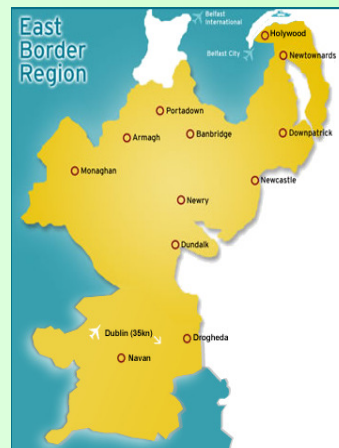 East
Border
Region
Belfast
International
Belfast City
Holywood
Newtownards
Portadown
Armagh
Banbridge
Downpatrick
Monaghan
Newcastle
Newry
Dundalk
Dublin (35kn)
Drogheda
Navan